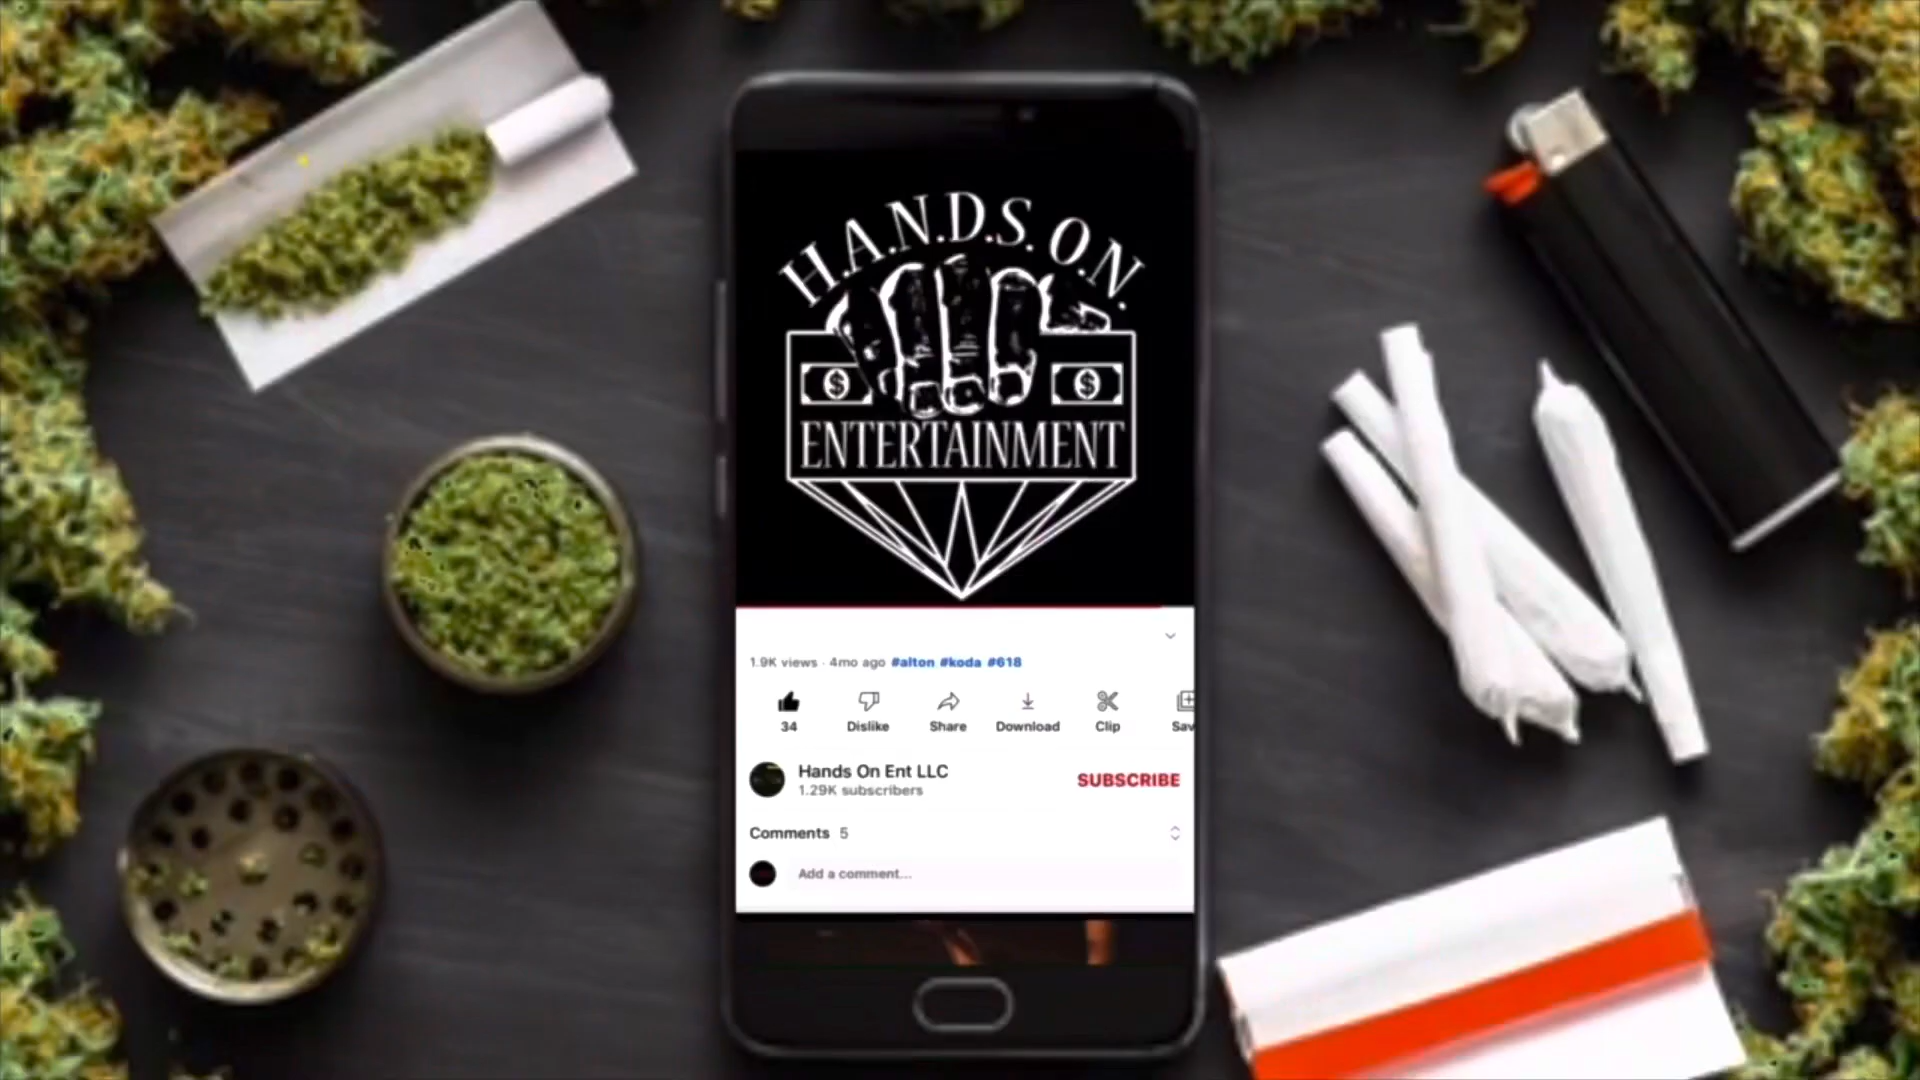 H.A.N.D.S. O.N.
$ $
ENTERTAINMENT
1.9K views · 4mo ago #alton #koda #618
34 Dislike Share Download Clip Sav
Hands On Ent LLC
SUBSCRIBE
1.29K subscribers
Comments 5
Add a comment...